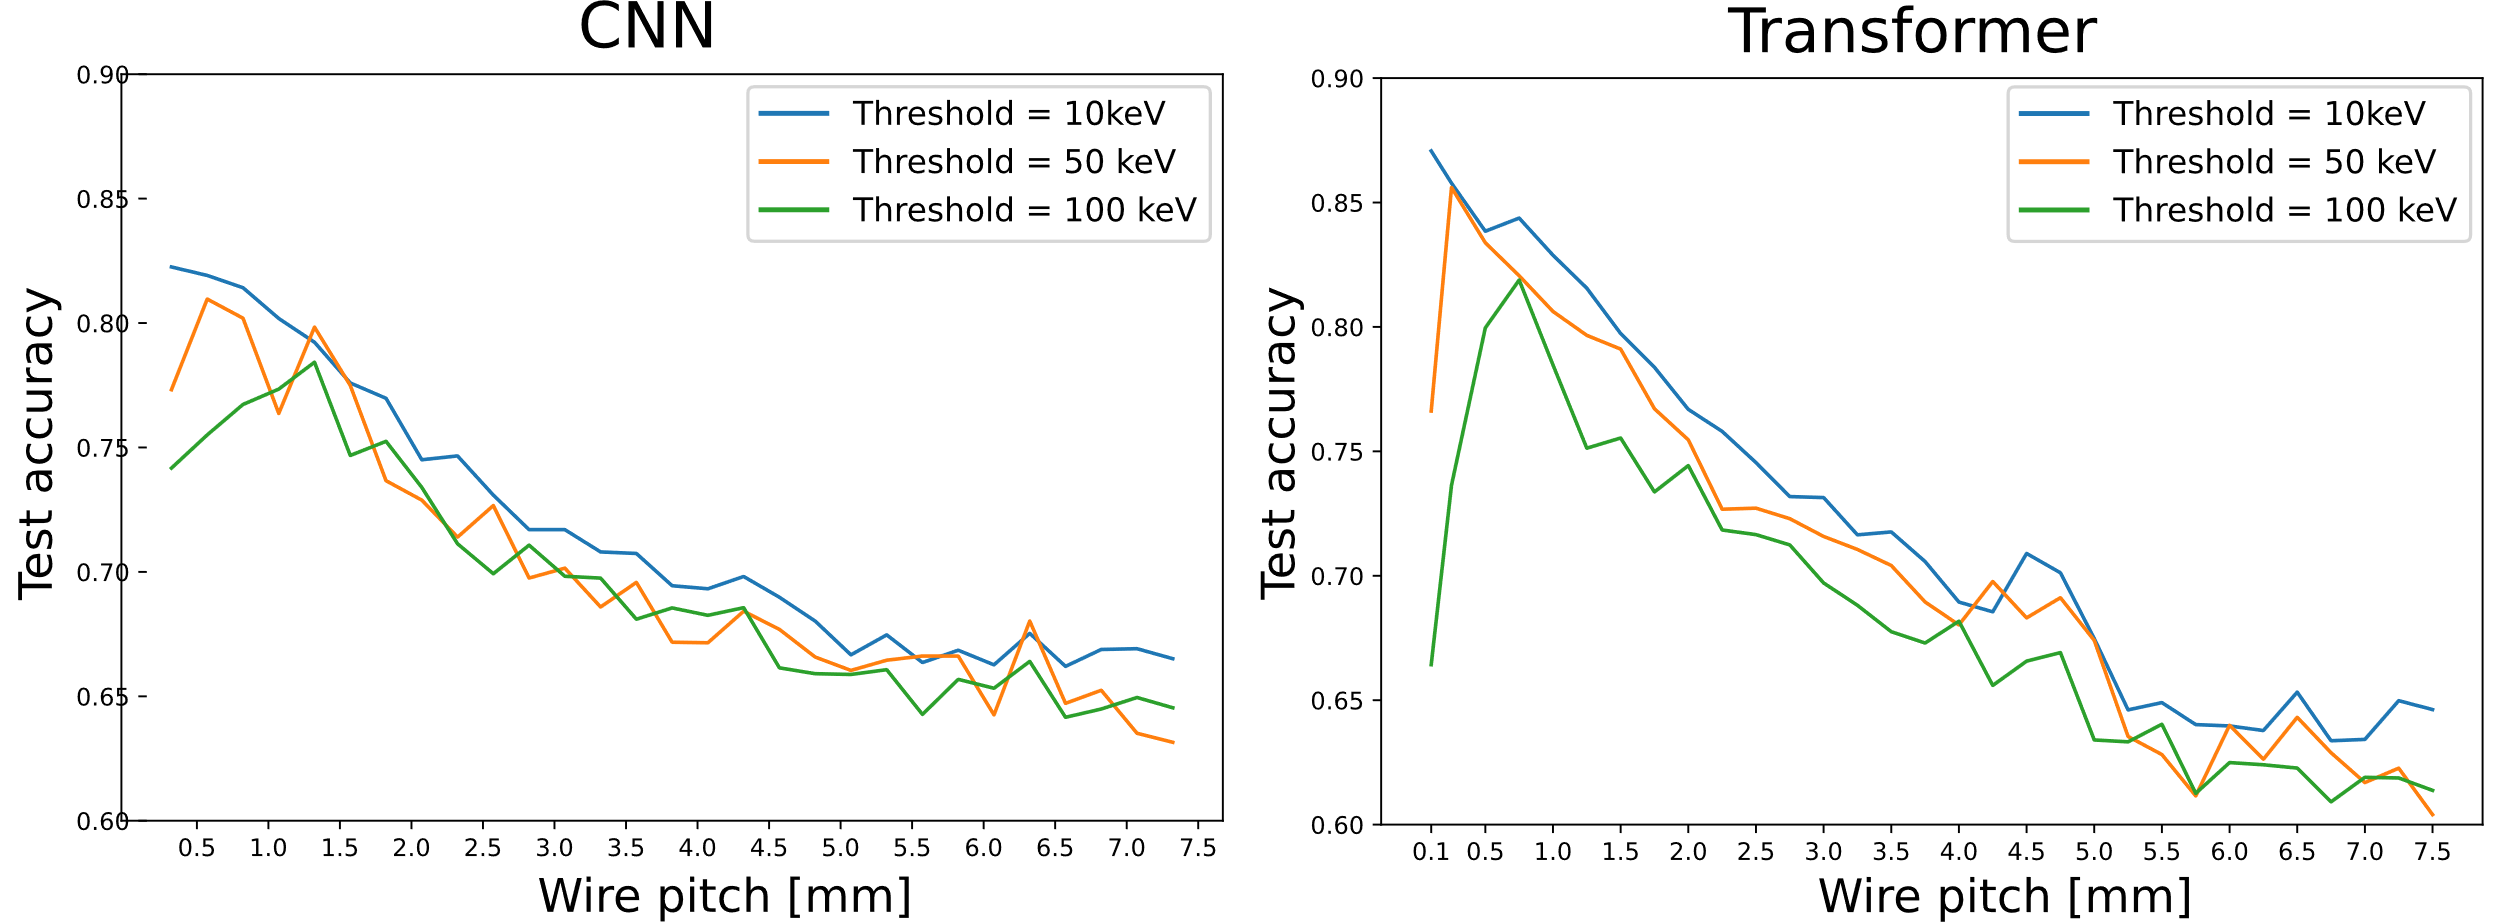 CNN
0.90
0.85
0.80
0.75
0.70
0.65
0.60
Test accuracy
Threshold = 10keV
Threshold = 50 keV
Threshold = 100 keV
0.5 1.0 1.5 2.0 2.5 3.0 3.5 4.0 4.5 5.0 5.5 6.0 6.5 7.0 7.5
Wire pitch [mm]
Transformer
0.90
0.85
0.80
0.75
0.70
0.65
0.60
Test accuracy
Threshold = 10keV
Threshold = 50 keV
Threshold = 100 keV
0.1 0.5 1.0 1.5 2.0 2.5 3.0 3.5 4.0 4.5 5.0 5.5 6.0 6.5 7.0 7.5
Wire pitch [mm]